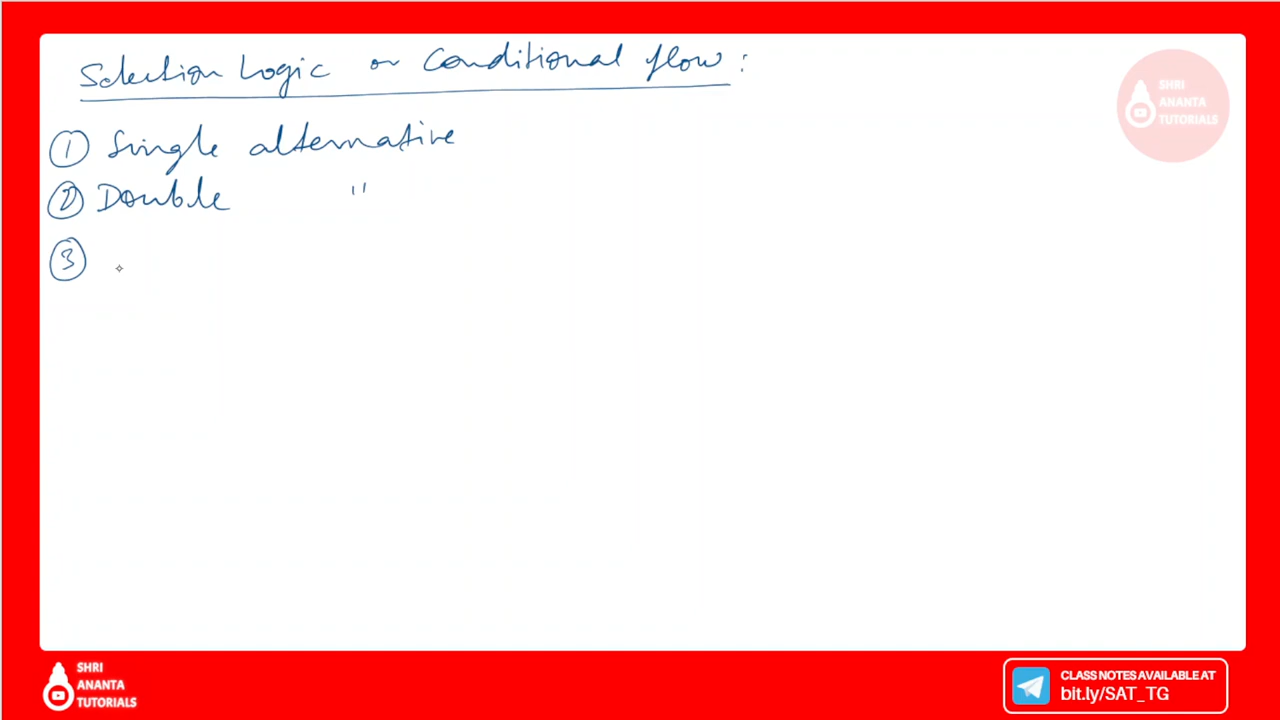 Selection Logic or Conditional flow :
① Single alternative
② Double "
③
SHRI
ANANTA
TUTORIALS
SHRI
ANANTA
TUTORIALS
CLASS NOTES AVAILABLE AT
bit.ly/SAT_TG